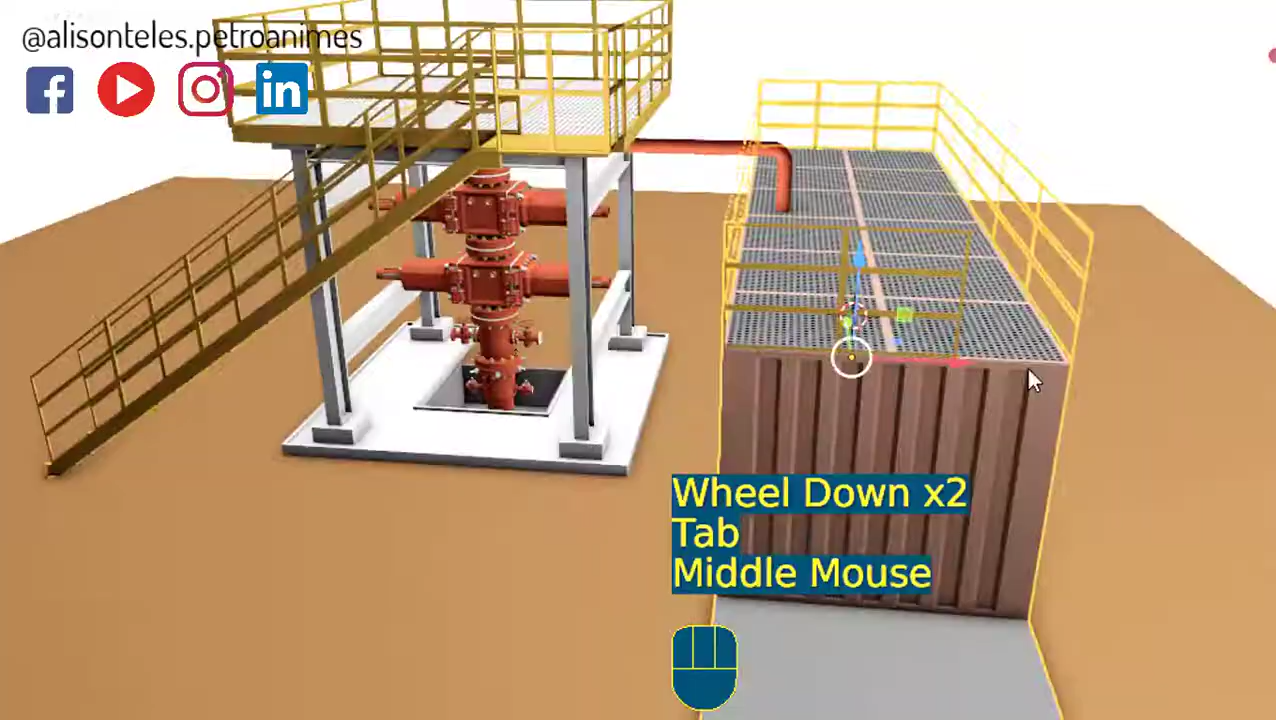 @alisonteles.petroanimes
f
in
Wheel Down x2
Tab
Middle Mouse